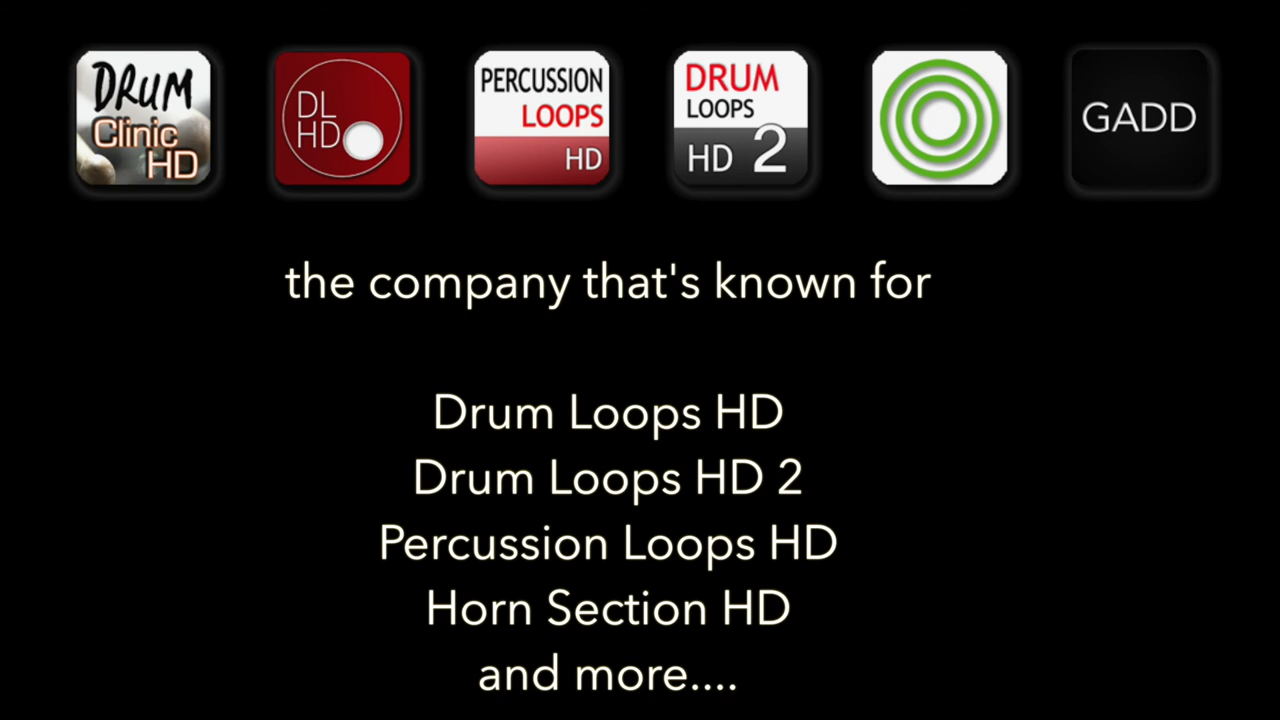 DRUM
Clinic
HD
DL
HD
PERCUSSION
LOOPS
HD
DRUM
LOOPS
HD 2
GADD
the company that's known for
Drum Loops HD
Drum Loops HD 2
Percussion Loops HD
Horn Section HD
and more....